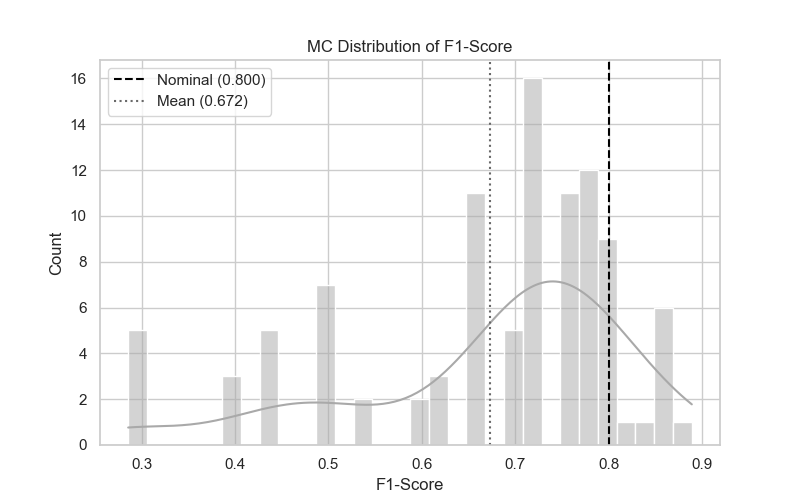 MC Distribution of F1-Score
Nominal (0.800)
Mean (0.672)
16
14
12
10
8
6
4
2
0
Count
0.3 0.4 0.5 0.6 0.7 0.8 0.9
F1-Score